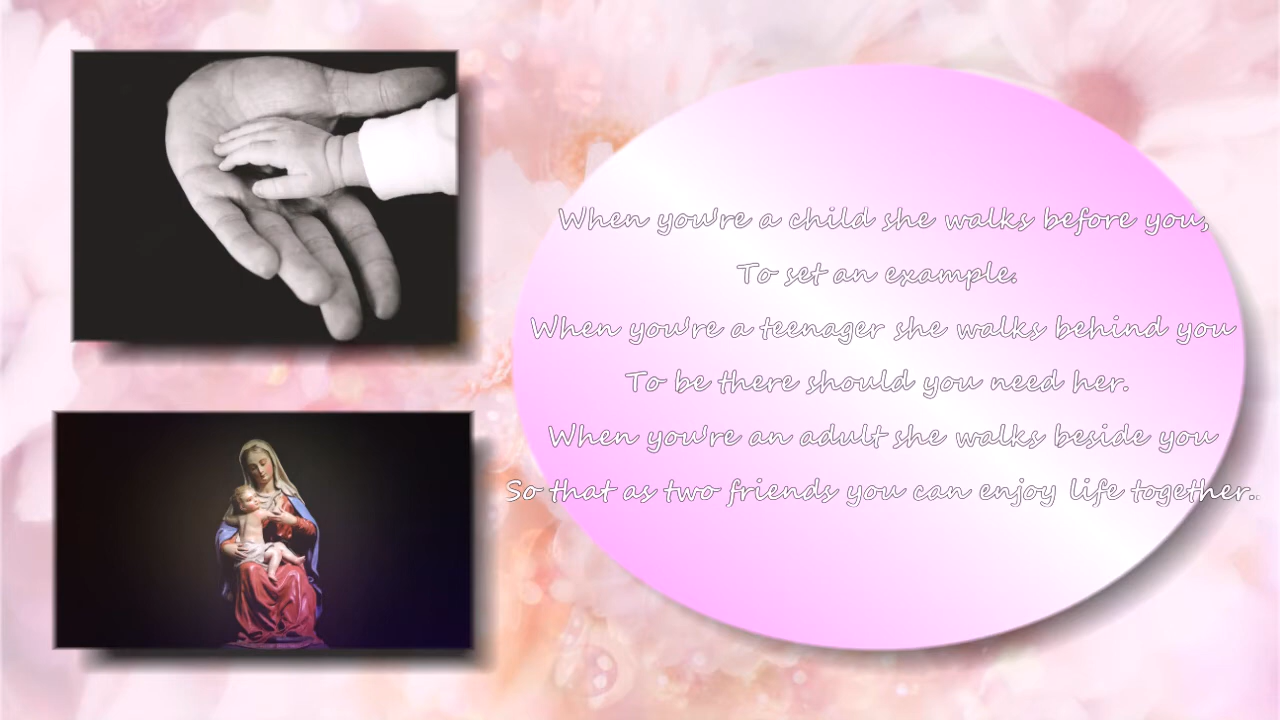 When you're a child she walks before you,
To set an example.
When you're a teenager she walks behind you
To be there should you need her.
When you're an adult she walks beside you
So that as two friends you can enjoy life together..